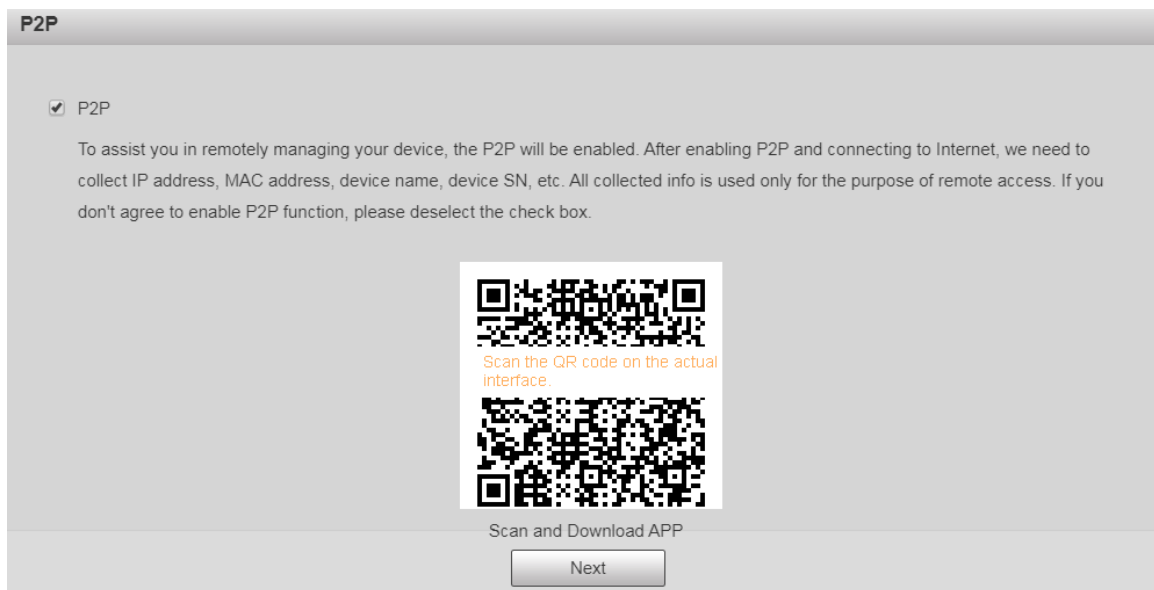 P2P
P2P
To assist you in remotely managing your device, the P2P will be enabled. After enabling P2P and connecting to Internet, we need to
collect IP address, MAC address, device name, device SN, etc. All collected info is used only for the purpose of remote access. If you
don't agree to enable P2P function, please deselect the check box.
Scan the QR code on the actual
interface.
Scan and Download APP
Next